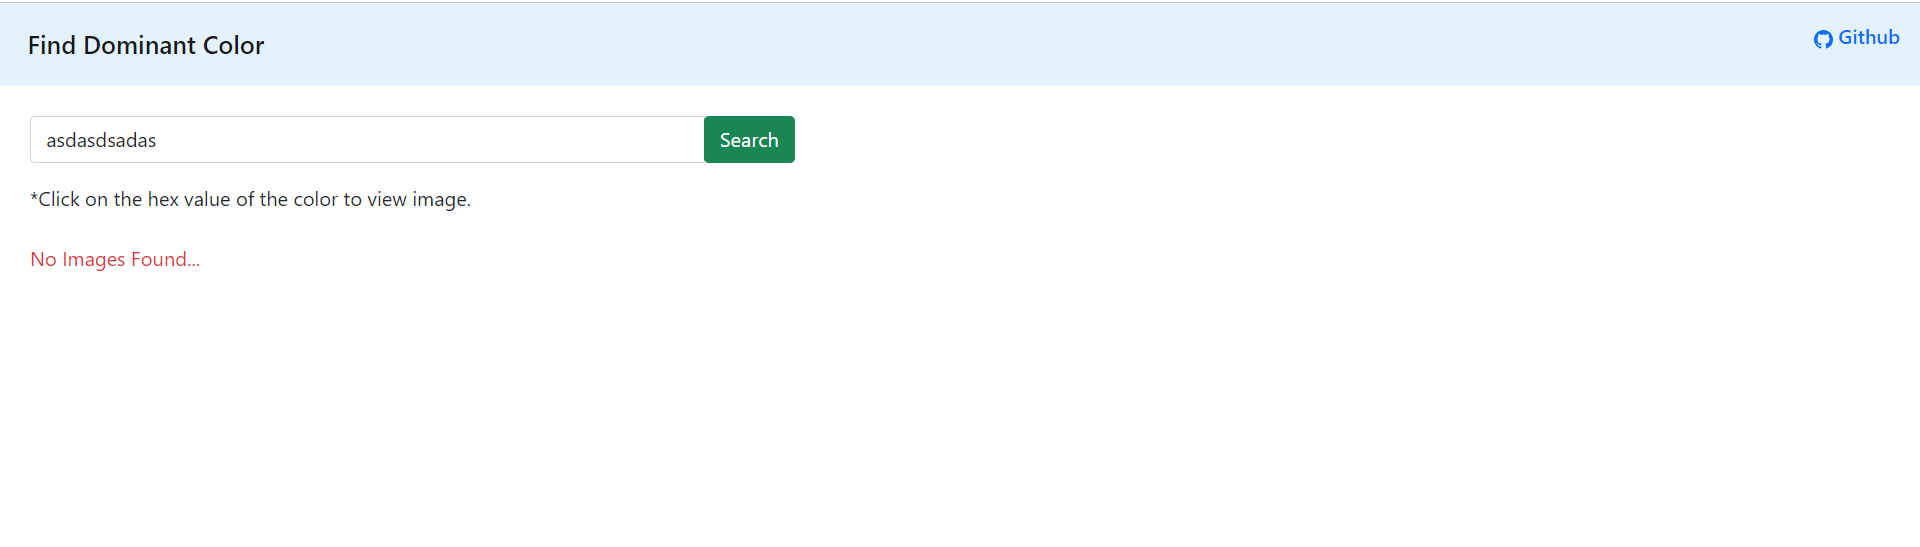 Find Dominant Color
Github
asdasdsadas
Search
*Click on the hex value of the color to view image.
No Images Found...